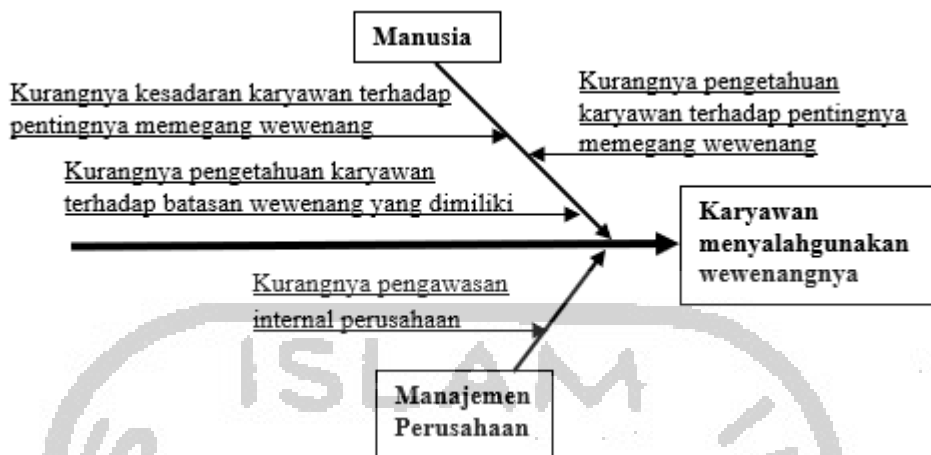 Manusia
Kurangnya kesadaran karyawan terhadap
pentingnya memegang wewenang
Kurangnya pengetahuan
karyawan terhadap pentingnya
memegang wewenang
Kurangnya pengetahuan karyawan
terhadap batasan wewenang yang dimiliki
Karyawan
menyalahgunakan
wewenangnya
Kurangnya pengawasan
internal perusahaan
Manajemen
Perusahaan
ISLAM